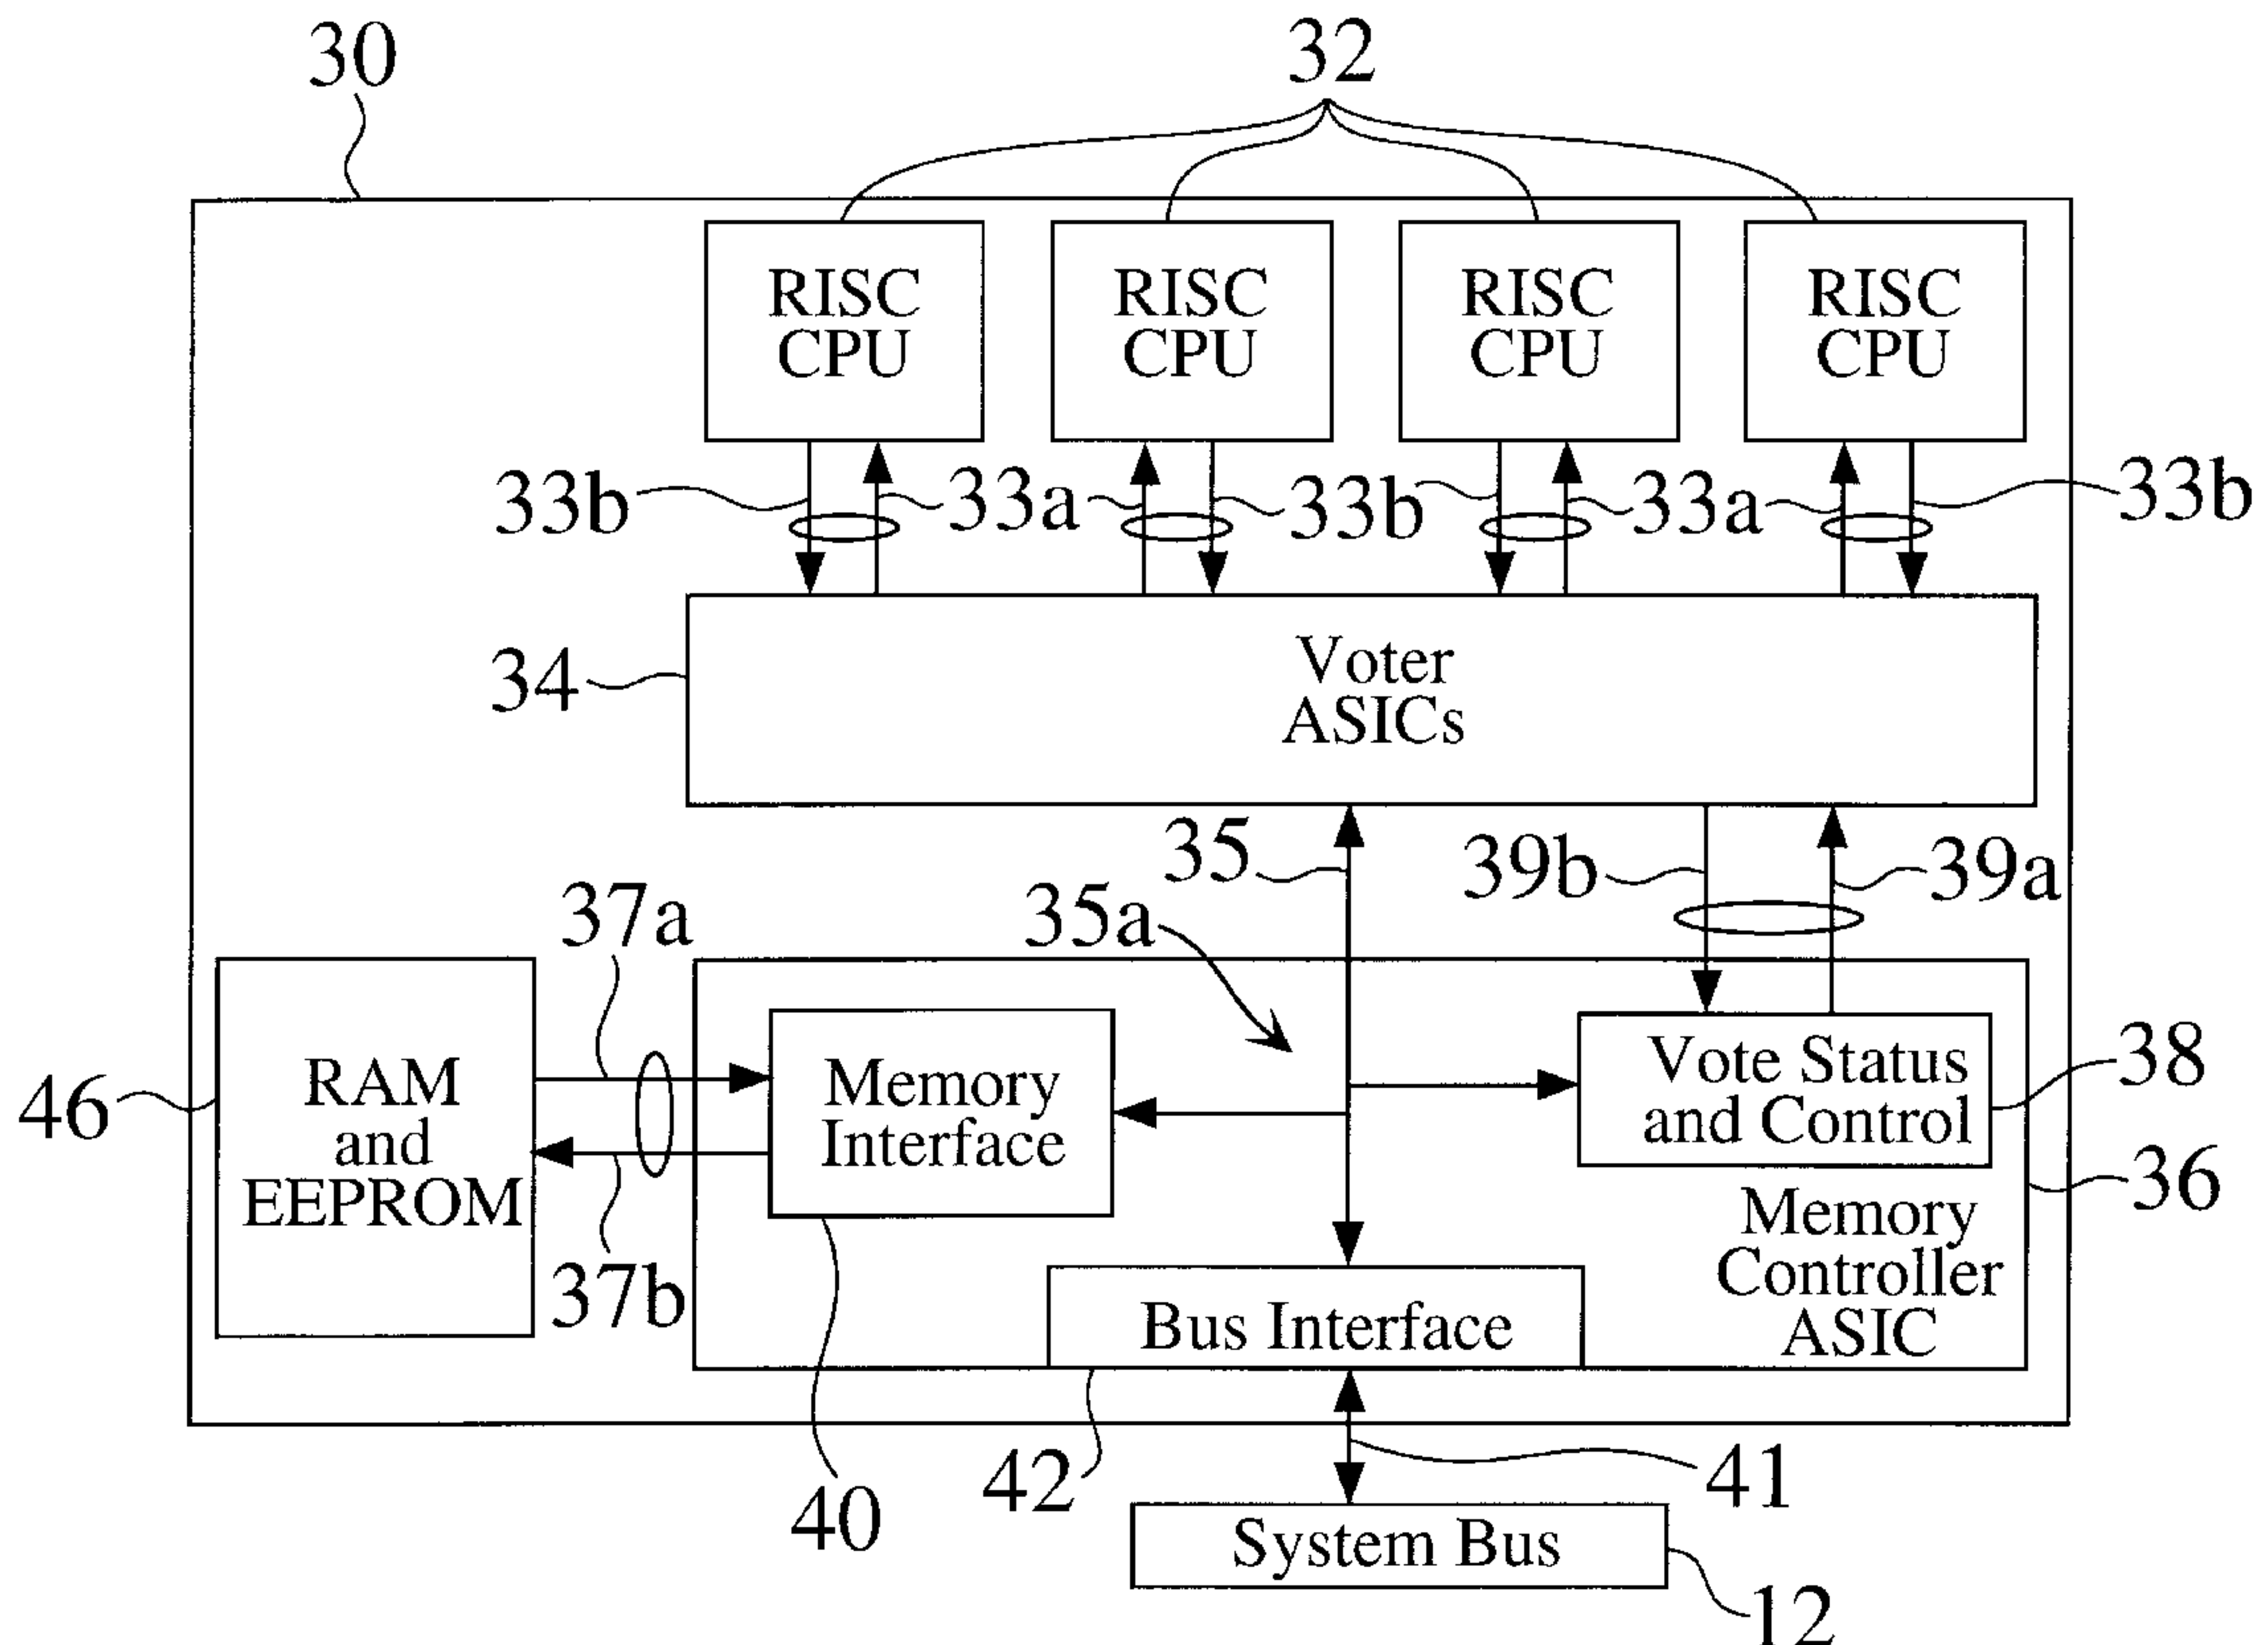 30
32
RISC
CPU
RISC
CPU
RISC
CPU
RISC
CPU
33b
33a
33b
33a
33b
34
Voter
ASICs
35
39b
39a
37a
35a
46
RAM
and
EEPROM
Memory
Interface
Vote Status
and Control
38
36
37b
Memory
Controller
ASIC
Bus Interface
40
42
41
System Bus
12